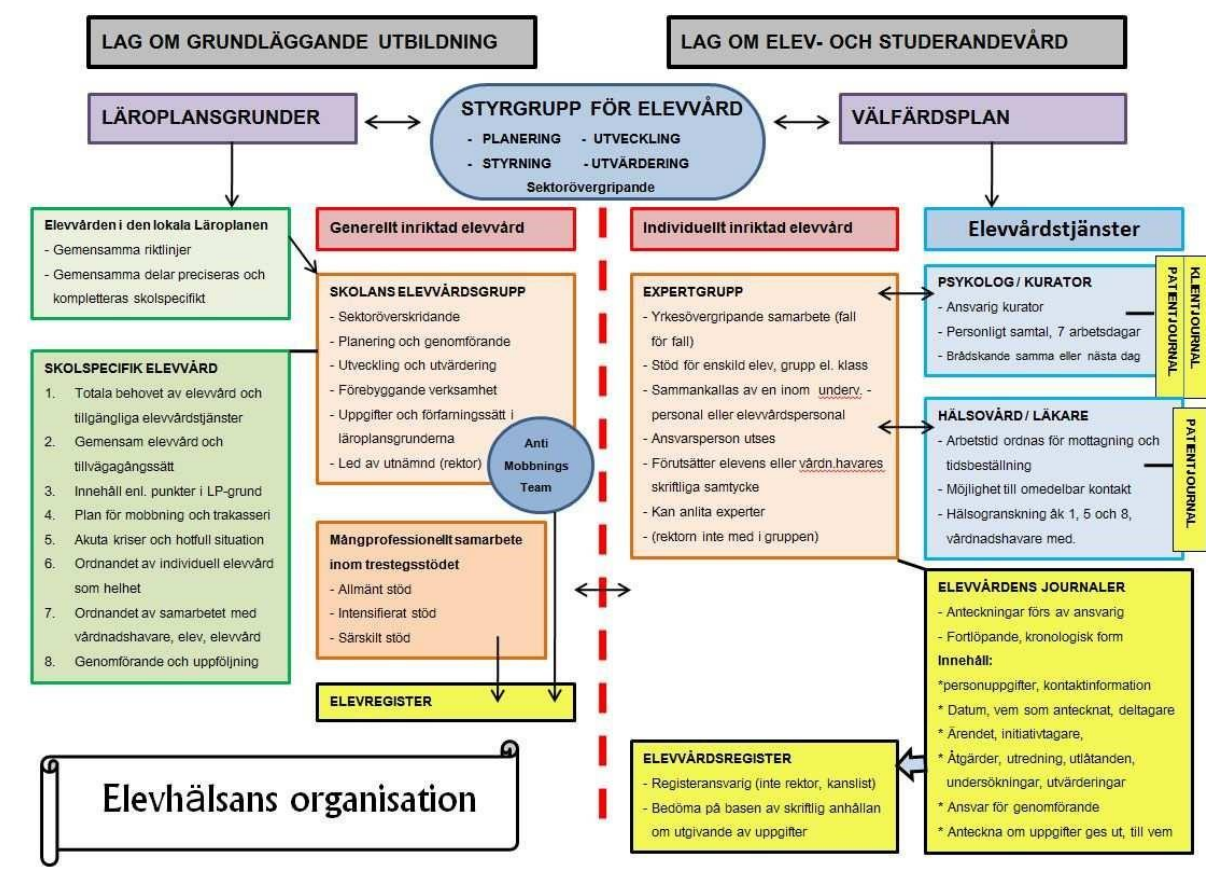 LAG OM GRUNDLÄGGANDE UTBILDNING
LAG OM ELEV- OCH STUDERANDEVÅRD
LÄROPLANSGRUNDER
STYRGRUPP FÖR ELEVVÅRD
- PLANERING - UTVECKLING
- STYRNING -UTVÄRDERING
Sektorövergripande
VÄLFÄRDSPLAN
Elevvården i den lokala Läroplanen
- Gemensamma riktlinjer
- Gemensamma delar preciseras och
kompletteras skolspecifikt
SKOLSPECIFIK ELEVVÅRD
1. Totala behovet av elevvård och
tillgängliga elevvårdstjänster
2. Gemensam elevvård och
tillvägagångssätt
3. Innehåll enl. punkter i LP-grund
4. Plan för mobbning och trakasseri
5. Akuta kriser och hotfull situation
6. Ordnandet av individuell elevvård
som helhet
7. Ordnandet av samarbetet med
vårdnadshavare, elev, elevvård
8. Genomförande och uppföljning
Generellt inriktad elevvård
SKOLANS ELEVVÅRDSGRUPP
- Sektoröverskridande
- Planering och genomförande
- Utveckling och utvärdering
- Förebyggande verksamhet
- Uppgifter och förfarningssätt i
läroplansgrunderna
- Led av utnämnd (rektor)
Anti
Mobbnings
Team
Mångprofessionellt samarbete
inom trestegsstödet
- Allmänt stöd
- Intensifierat stöd
- Särskilt stöd
ELEVREGISTER
Individuellt inriktad elevvård
EXPERTGRUPP
- Yrkesövergripande samarbete (fall
för fall)
- Stöd för enskild elev, grupp el. klass
- Sammankallas av en inom underv. -
personal eller elevvårdspersonal
- Ansvarsperson utses
- Förutsätter elevens eller vårdn.havares
skriftliga samtycke
- Kan anlita experter
- (rektorn inte med i gruppen)
ELEVVÅRDSREGISTER
- Registeransvarig (inte rektor, kanslist)
- Bedöma på basen av skriftlig anhållan
om utgivande av uppgifter
Elevvårdstjänster
PSYKOLOG / KURATOR
- Ansvarig kurator
- Personligt samtal, 7 arbetsdagar
- Brådskande samma eller nästa dag
KLIENTJOURNAL
PATIENTJOURNAL
HÄLSOVÅRD / LÄKARE
- Arbetstid ordnas för mottagning och
tidsbeställning
- Möjlighet till omedelbar kontakt
- Hälsogranskning åk 1, 5 och 8,
vårdnadshavare med.
PATIENTJOURNAL
ELEVVÅRDENS JOURNALER
- Anteckningar förs av ansvarig
- Fortlöpande, kronologisk form
Innehåll:
*personuppgifter, kontaktinformation
* Datum, vem som antecknat, deltagare
* Ärendet, initiativtagare,
* Åtgärder, utredning, utlåtanden,
undersökningar, utvärderingar
* Ansvar för genomförande
* Anteckna om uppgifter ges ut, till vem
Elevhälsans organisation